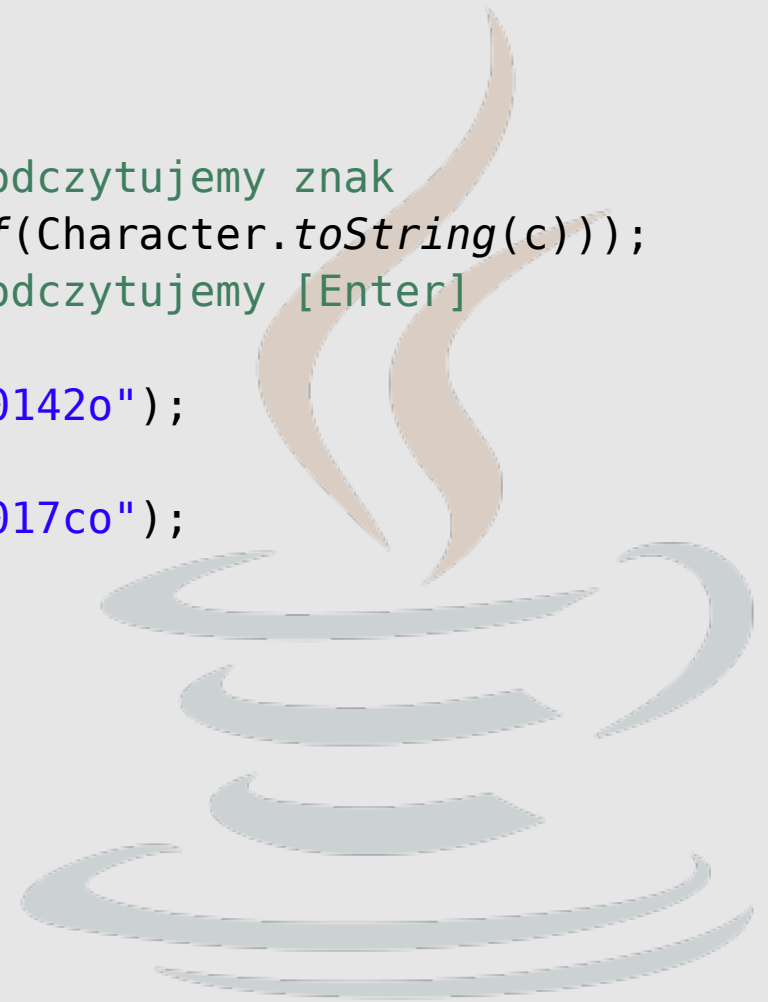 odczytujemy znak
f(Character.toString(c)));
odczytujemy [Enter]
0142o");
017co");